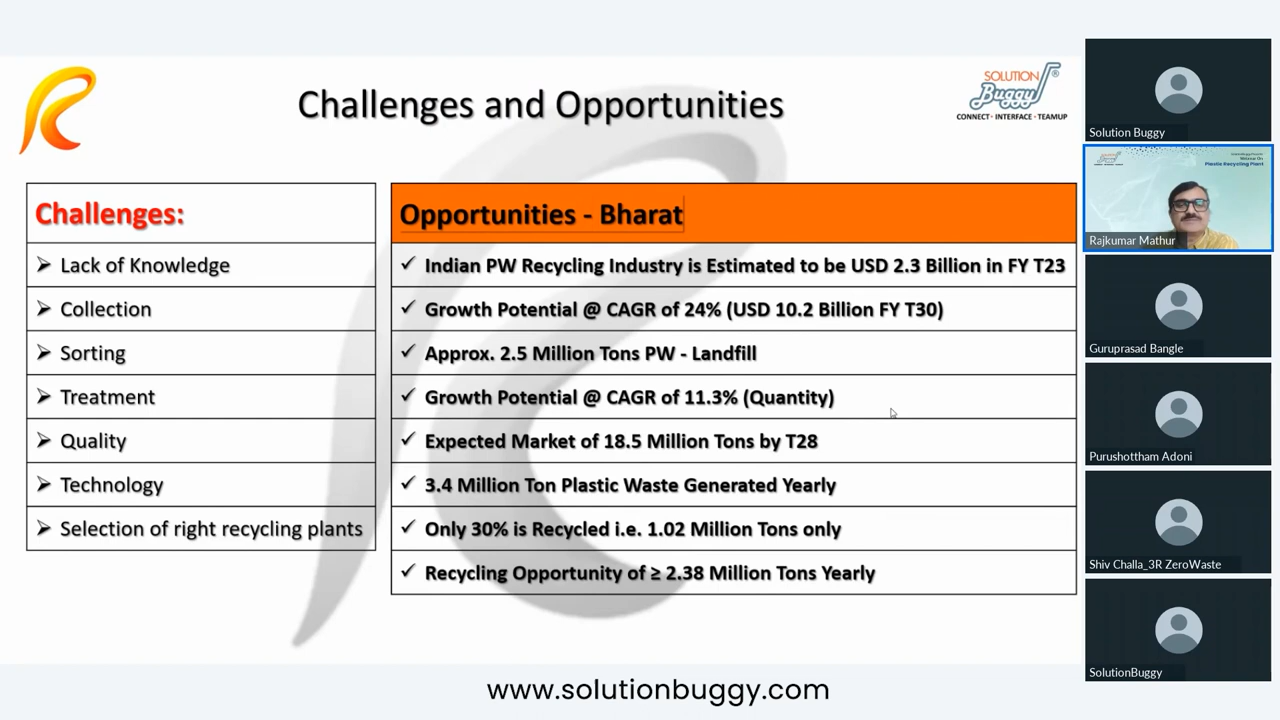 Challenges and Opportunities
SOLUTION
Buggy
CONNECT · INTERFACE · TEAMUP
Challenges:
Lack of Knowledge
Collection
Sorting
Treatment
Quality
Technology
Selection of right recycling plants
Opportunities - Bharat
Indian PW Recycling Industry is Estimated to be USD 2.3 Billion in FY T23
Growth Potential @ CAGR of 24% (USD 10.2 Billion FY T30)
Approx. 2.5 Million Tons PW - Landfill
Growth Potential @ CAGR of 11.3% (Quantity)
Expected Market of 18.5 Million Tons by T28
3.4 Million Ton Plastic Waste Generated Yearly
Only 30% is Recycled i.e. 1.02 Million Tons only
Recycling Opportunity of ≥ 2.38 Million Tons Yearly
www.solutionbuggy.com
Solution Buggy
Webinar On
Plastic Recycling Plant
Rajkumar Mathur
Guruprasad Bangle
Purushottham Adoni
Shiv Challa_3R ZeroWaste
SolutionBuggy